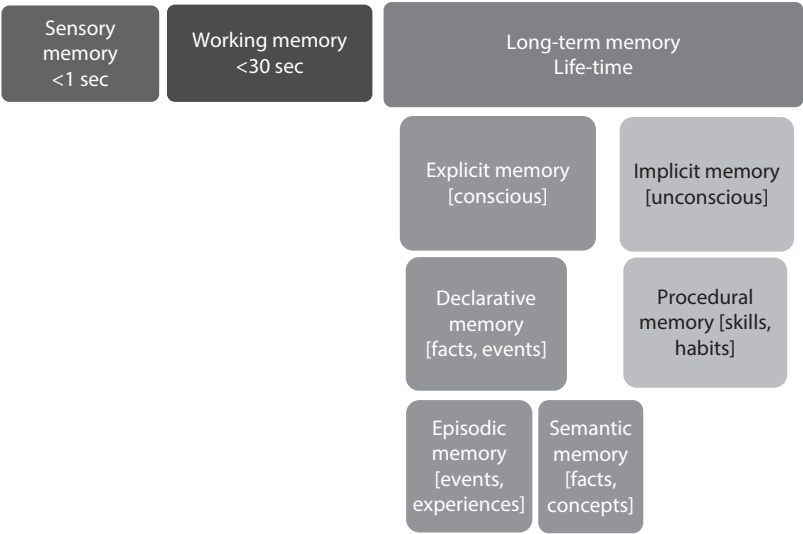 Sensory
memory
<1 sec
Working memory
<30 sec
Long-term memory
Life-time
Explicit memory
[conscious]
Implicit memory
[unconscious]
Declarative
memory
[facts, events]
Procedural
memory [skills,
habits]
Episodic
memory
[events,
experiences]
Semantic
memory
[facts,
concepts]